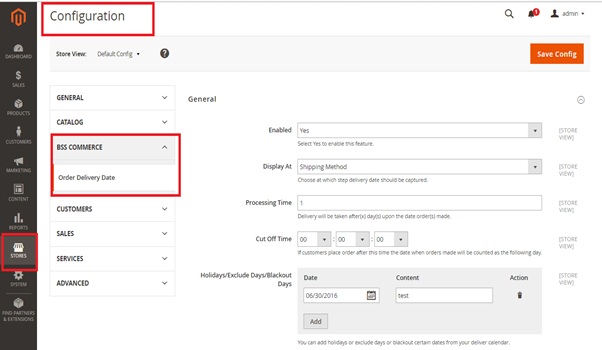 Configuration
1
admin
DASHBOARD
$
SALES
PRODUCTS
CUSTOMERS
MARKETING
CONTENT
REPORTS
STORES
SYSTEM
FIND PARTNERS
& EXTENSIONS
Store View: Default Config
?
Save Config
GENERAL
CATALOG
BSS COMMERCE
Order Delivery Date
CUSTOMERS
SALES
SERVICES
ADVANCED
General
Enabled
Yes
[STORE
VIEW]
Select Yes to enable this feature.
Display At
Shipping Method
[STORE
VIEW]
Choose at which step delivery date should be captured.
Processing Time
1
[STORE
VIEW]
Delivery will be taken after(x) day(s) upon the date order(s) made.
Cut Off Time
00 : 00 : 00
[STORE
VIEW]
If customers place order after this time the date when orders made will be counted as the following day.
Holidays/Exclude Days/Blackout
Days
[STORE
VIEW]
Date Content Action
06/30/2016 test
Add
You can add holidays or exclude days or blackout certain dates from your deliver calendar.